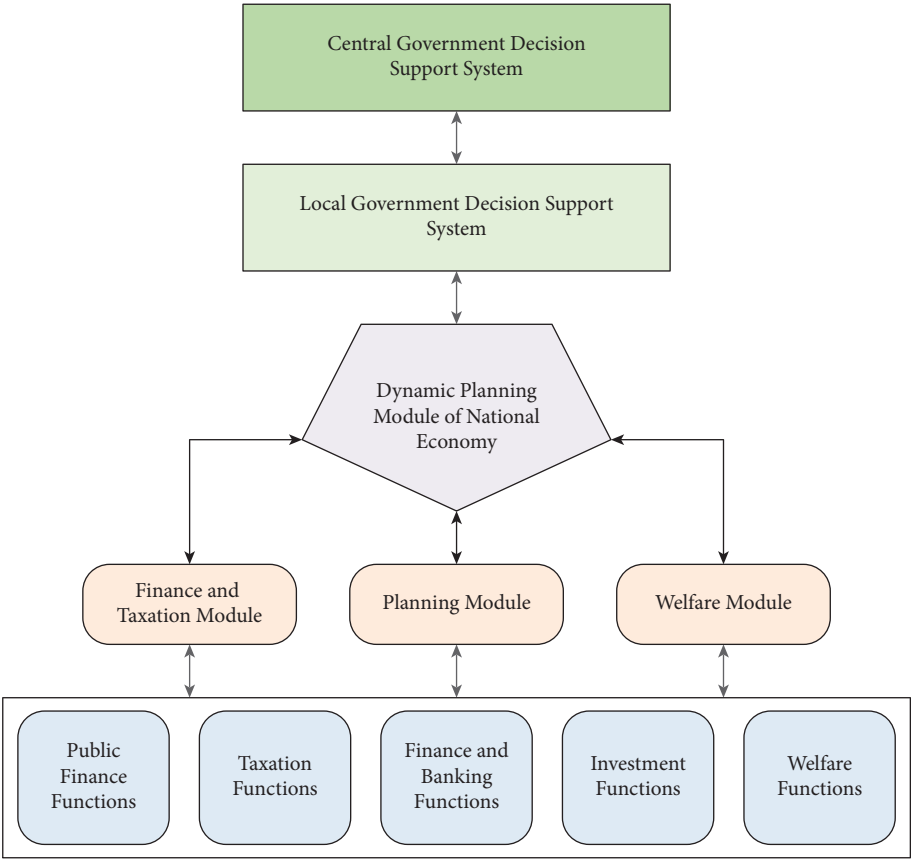 Central Government Decision
Support System
Local Government Decision Support
System
Dynamic Planning
Module of National
Economy
Finance and
Taxation Module
Planning Module
Welfare Module
Public
Finance
Functions
Taxation
Functions
Finance and
Banking
Functions
Investment
Functions
Welfare
Functions